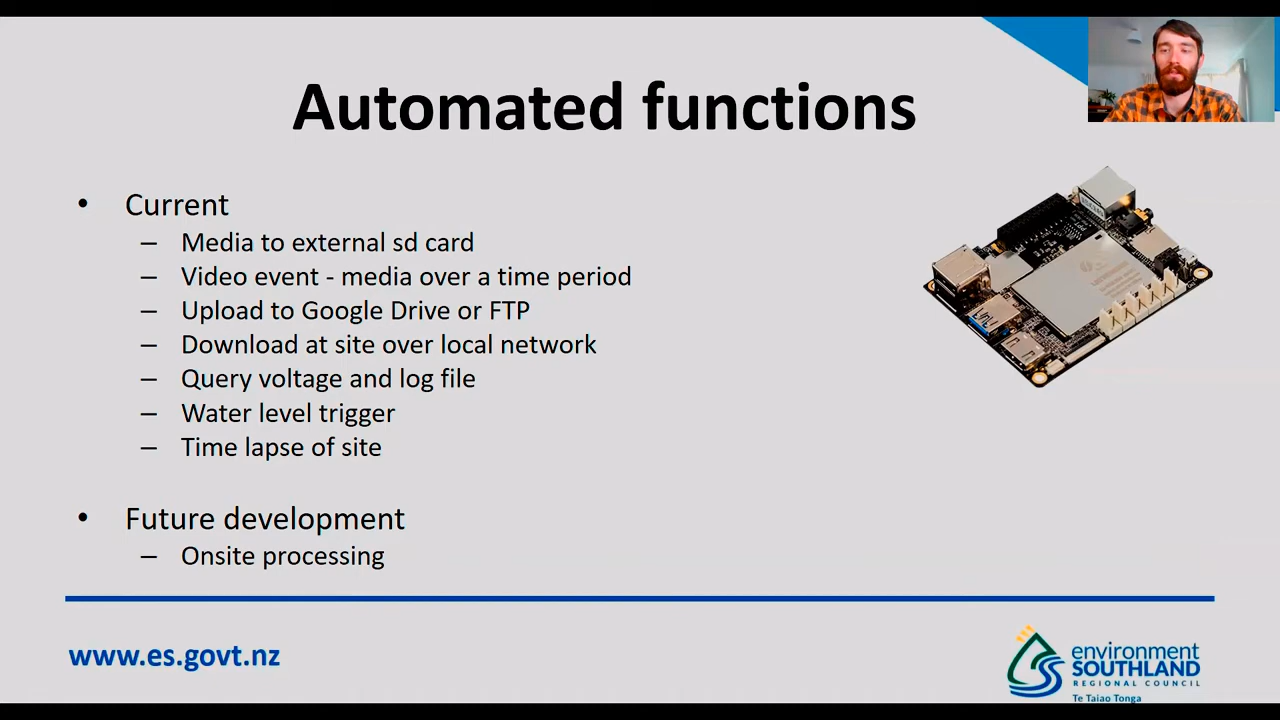 Automated functions
• Current
– Media to external sd card
– Video event - media over a time period
– Upload to Google Drive or FTP
– Download at site over local network
– Query voltage and log file
– Water level trigger
– Time lapse of site
• Future development
– Onsite processing
www.es.govt.nz
environment
SOUTHLAND
REGIONAL COUNCIL
Te Taiao Tonga